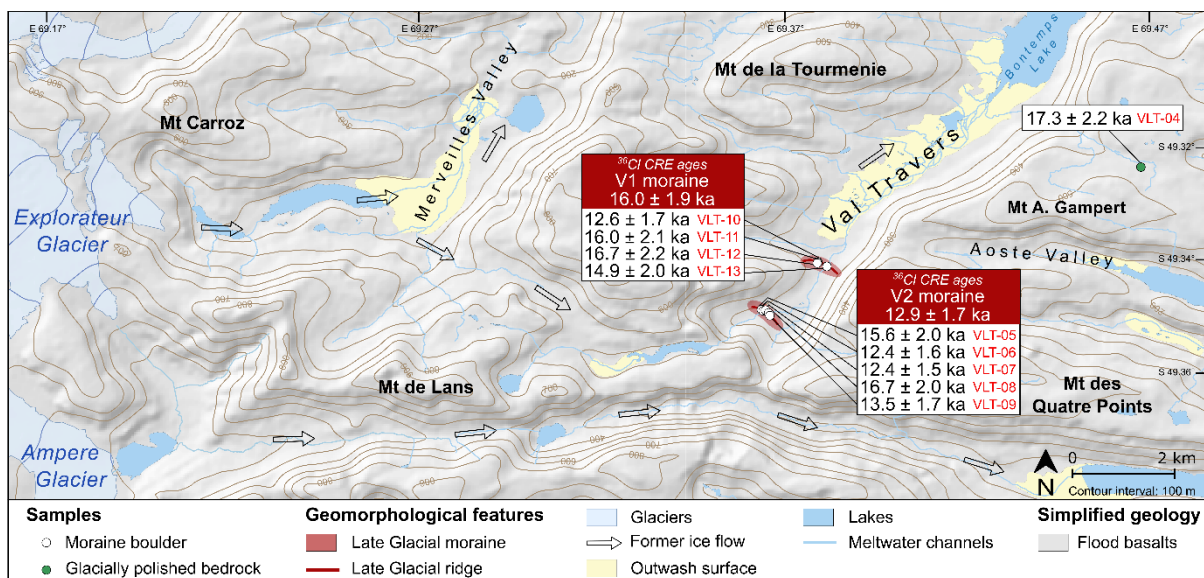 E 69.17°
E 69.27°
E 69.37°
E 69.47°
Mt Carroz
Merveilles Valley
Mt de la Tourmenie
Bontemps
Lake
17.3 ± 2.2 ka VLT-04
S 49.32°
Explorateur
Glacier
Val Travers
Mt A. Gampert
Aoste Valley
S 49.34°
³⁶Cl CRE ages
V1 moraine
16.0 ± 1.9 ka
12.6 ± 1.7 ka VLT-10
16.0 ± 2.1 ka VLT-11
16.7 ± 2.2 ka VLT-12
14.9 ± 2.0 ka VLT-13
³⁶Cl CRE ages
V2 moraine
12.9 ± 1.7 ka
15.6 ± 2.0 ka VLT-05
12.4 ± 1.6 ka VLT-06
12.4 ± 1.5 ka VLT-07
16.7 ± 2.0 ka VLT-08
13.5 ± 1.7 ka VLT-09
S 49.36°
Mt de Lans
Mt des
Quatre Points
Ampere
Glacier
0 2 km
N
Contour interval: 100 m
Samples
Moraine boulder
Glacially polished bedrock
Geomorphological features
Late Glacial moraine
Late Glacial ridge
Glaciers
Former ice flow
Outwash surface
Lakes
Meltwater channels
Simplified geology
Flood basalts